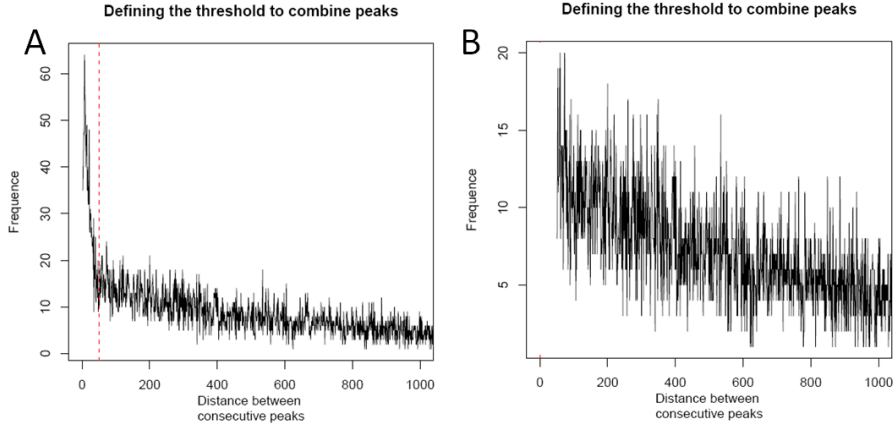 Defining the threshold to combine peaks
A
Frequence
60
50
40
30
20
10
0
0 200 400 600 800 1000
Distance between
consecutive peaks
Defining the threshold to combine peaks
B
Frequence
20
15
10
5
0 200 400 600 800 1000
Distance between
consecutive peaks